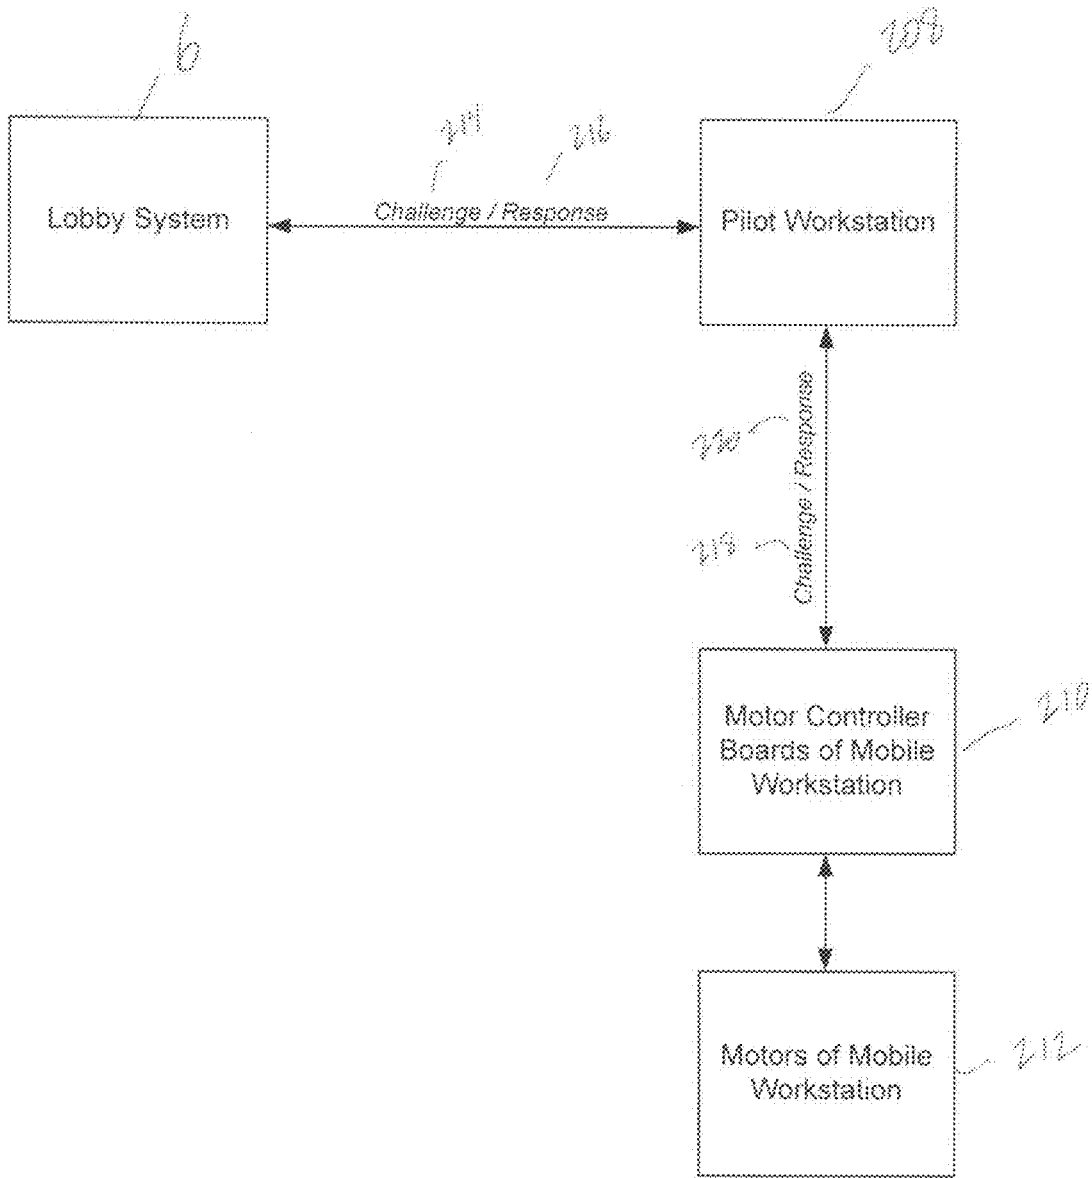 6
208
214
216
Lobby System
Challenge / Response
Pilot Workstation
220
218
Challenge / Response
Motor Controller
Boards of Mobile
Workstation
210
Motors of Mobile
Workstation
212